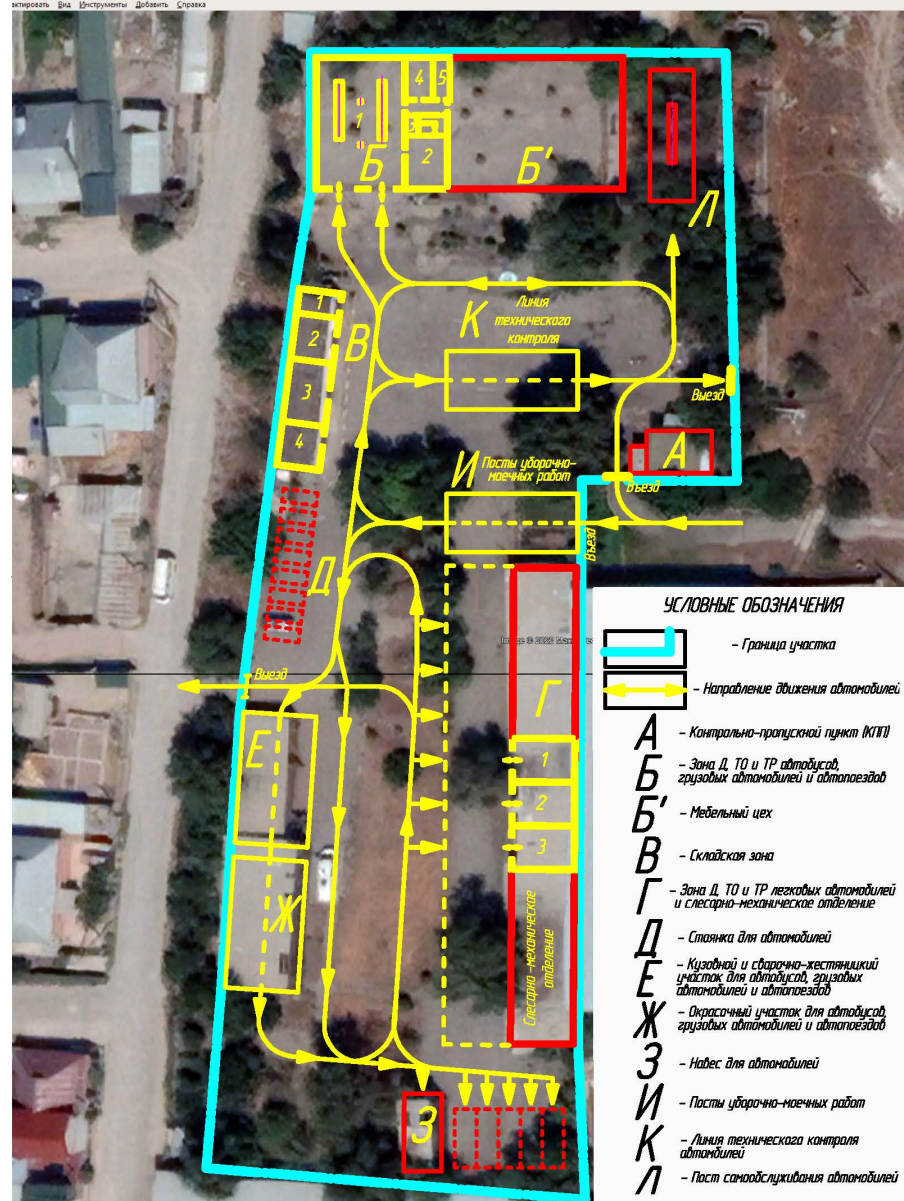 Вид Инструменты Добавить Справка
4 5
1
2
Б Б'
Л
1
2
3
4
В
К
Линия
технического
контроля
Выезд
А
Въезд
И
Посты уборочно-
моечных работ
Въезд
Д
Выезд
Г
1
2
3
Слесарно-механическое
отделение
Е
Ж
З
УСЛОВНЫЕ ОБОЗНАЧЕНИЯ
- Граница участка
- Направление движения автомобилей
А - Контрольно-пропускной пункт (КПП)
Б - Зона Д, ТО и ТР автобусов,
грузовых автомобилей и автопоездов
Б' - Мебельный цех
В - Складская зона
Г - Зона Д, ТО и ТР легковых автомобилей
и слесарно-механическое отделение
Д - Стоянка для автомобилей
Е - Кузовной и сварочно-жестяницкий
участок для автобусов, грузовых
автомобилей и автопоездов
Ж - Окрасочный участок для автобусов,
грузовых автомобилей и автопоездов
З - Навес для автомобилей
И - Посты уборочно-моечных работ
К - Линия технического контроля
автомобилей
Л - Пост самообслуживания автомобилей